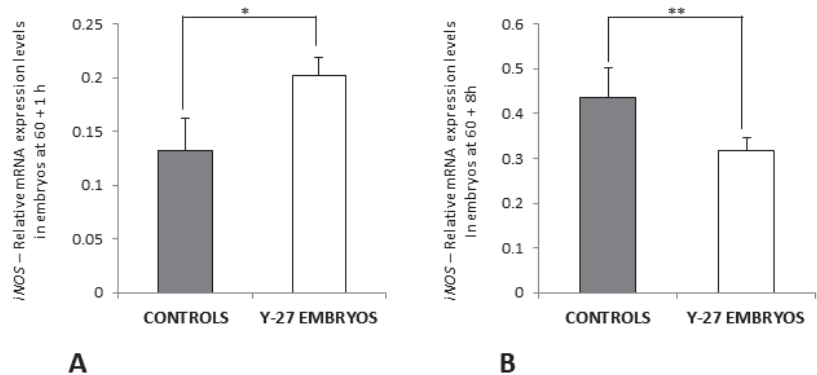 *
0.25
0.2
0.15
0.1
0.05
0
iNOS – Relative mRNA expression levels
in embryos at 60 + 1 h
CONTROLS Y-27 EMBRYOS
A
**
0.6
0.5
0.4
0.3
0.2
0.1
0
iNOS – Relative mRNA expression levels
In embryos at 60 + 8h
CONTROLS Y-27 EMBRYOS
B